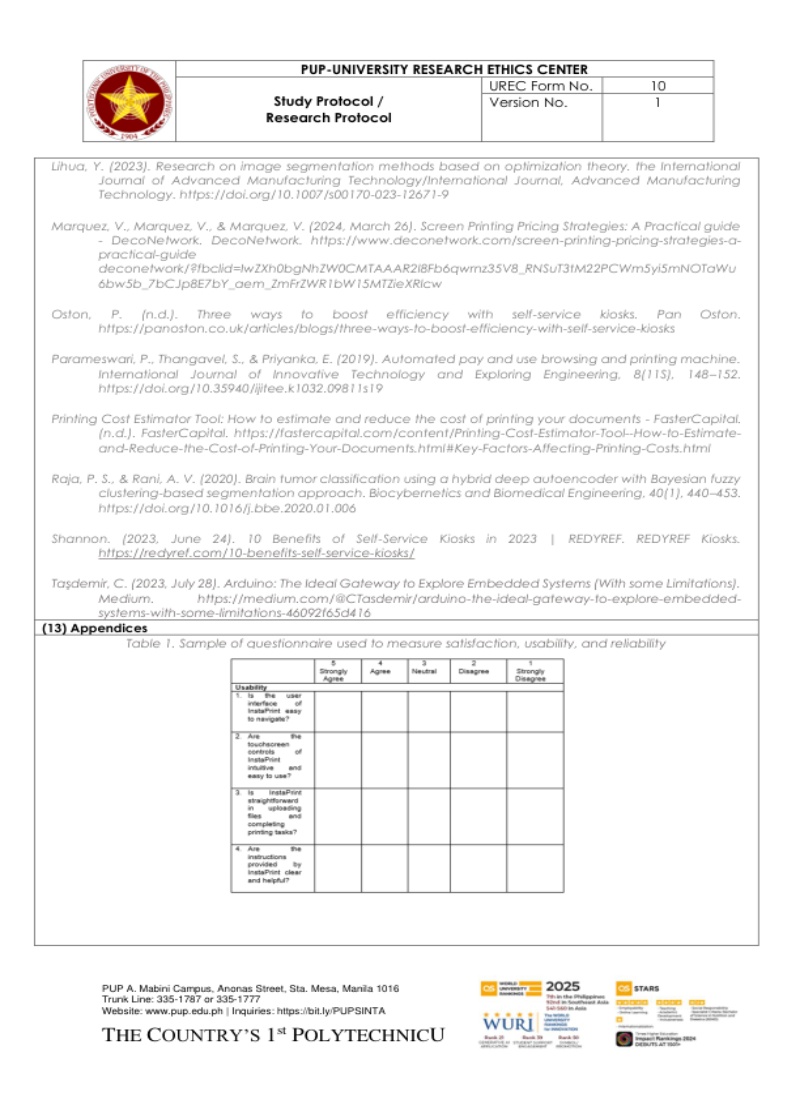 PUP-UNIVERSITY RESEARCH ETHICS CENTER
Study Protocol /
Research Protocol
UREC Form No.
10
Version No.
1
POLYTECHNIC UNIVERSITY OF THE PHILIPPINES
1904
Lihua, Y. (2023). Research on image segmentation methods based on optimization theory. the International
Journal of Advanced Manufacturing Technology/International Journal, Advanced Manufacturing
Technology. https://doi.org/10.1007/s00170-023-12671-9
Marquez, V., Marquez, V., & Marquez, V. (2024, March 26). Screen Printing Pricing Strategies: A Practical guide
- DecoNetwork. DecoNetwork. https://www.deconetwork.com/screen-printing-pricing-strategies-a-
practical-guide
Oston, P. (n.d.). Three ways to boost efficiency with self-service kiosks. Pan Oston.
https://panoston.co.uk/articles/blogs/three-ways-to-boost-efficiency-with-self-service-kiosks
Parameswari, P., Thangavel, S., & Priyanka, E. (2019). Automated pay and use browsing and printing machine.
International Journal of Innovative Technology and Exploring Engineering, 8(11S), 148–152.
https://doi.org/10.35940/ijitee.k1032.09811s19
Printing Cost Estimator Tool: How to estimate and reduce the cost of printing your documents - FasterCapital.
(n.d.). FasterCapital. https://fastercapital.com/content/Printing-Cost-Estimator-Tool--How-to-Estimate-
and-Reduce-the-Cost-of-Printing-Your-Documents.html#Key-Factors-Affecting-Printing-Costs.html
Raja, P. S., & Rani, A. V. (2020). Brain tumor classification using a hybrid deep autoencoder with Bayesian fuzzy
clustering-based segmentation approach. Biocybernetics and Biomedical Engineering, 40(1), 440–453.
https://doi.org/10.1016/j.bbe.2020.01.006
Shannon. (2023, June 24). 10 Benefits of Self-Service Kiosks in 2023 | REDYREF. REDYREF Kiosks.
https://redyref.com/10-benefits-self-service-kiosks/
Taşdemir, C. (2023, July 28). Arduino: The Ideal Gateway to Explore Embedded Systems (With some Limitations).
Medium. https://medium.com/@CTasdemir/arduino-the-ideal-gateway-to-explore-embedded-
systems-with-some-limitations-46092f65d416
(13) Appendices
Table 1. Sample of questionnaire used to measure satisfaction, usability, and reliability
5 4 3 2 1
Strongly Agree Neutral Disagree Strongly
Agree Disagree
Usability
1. Is the user
interface of
InstaPrint easy
to navigate?
2. Are the
touchscreen
controls of
InstaPrint
intuitive and
easy to use?
3. Is InstaPrint
straightforward
in uploading
files and
completing
printing tasks?
4. Are the
instructions
provided by
InstaPrint clear
and helpful?
PUP A. Mabini Campus, Anonas Street, Sta. Mesa, Manila 1016
Trunk Line: 335-1787 or 335-1777
Website: www.pup.edu.ph | Inquiries: https://bit.ly/PUPSINTA
THE COUNTRY'S 1st POLYTECHNICU
QS WORLD UNIVERSITY RANKINGS
2025
7th in the Philippines
92nd in Southeast Asia
WURI
QS STARS
Impact Rankings 2024